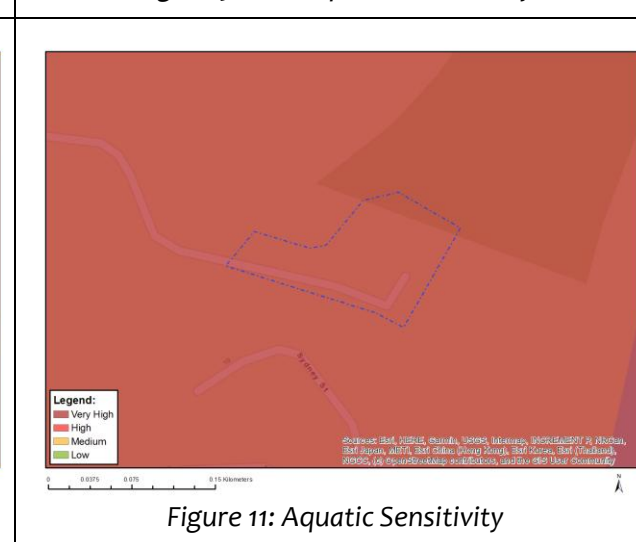 Sydney St
Legend:
Very High
High
Medium
Low
Sources: Esri, HERE, Garmin, USGS, Intermap, INCREMENT P, NRCan,
Esri Japan, METI, Esri China (Hong Kong), Esri Korea, Esri (Thailand),
NGCC, (c) OpenStreetMap contributors, and the GIS User Community
0 0.0375 0.075 0.15 Kilometers
N
Figure 11: Aquatic Sensitivity